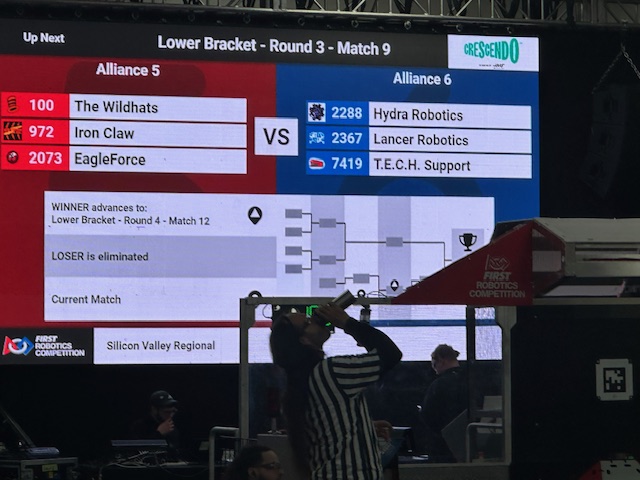 Up Next
Lower Bracket - Round 3 - Match 9
CRESCENDO
Alliance 5
Alliance 6
100 The Wildhats
972 Iron Claw
2073 EagleForce
VS
2288 Hydra Robotics
2367 Lancer Robotics
7419 T.E.C.H. Support
WINNER advances to:
Lower Bracket - Round 4 - Match 12
LOSER is eliminated
Current Match
FIRST
ROBOTICS
COMPETITION
FIRST
ROBOTICS
COMPETITION
Silicon Valley Regional